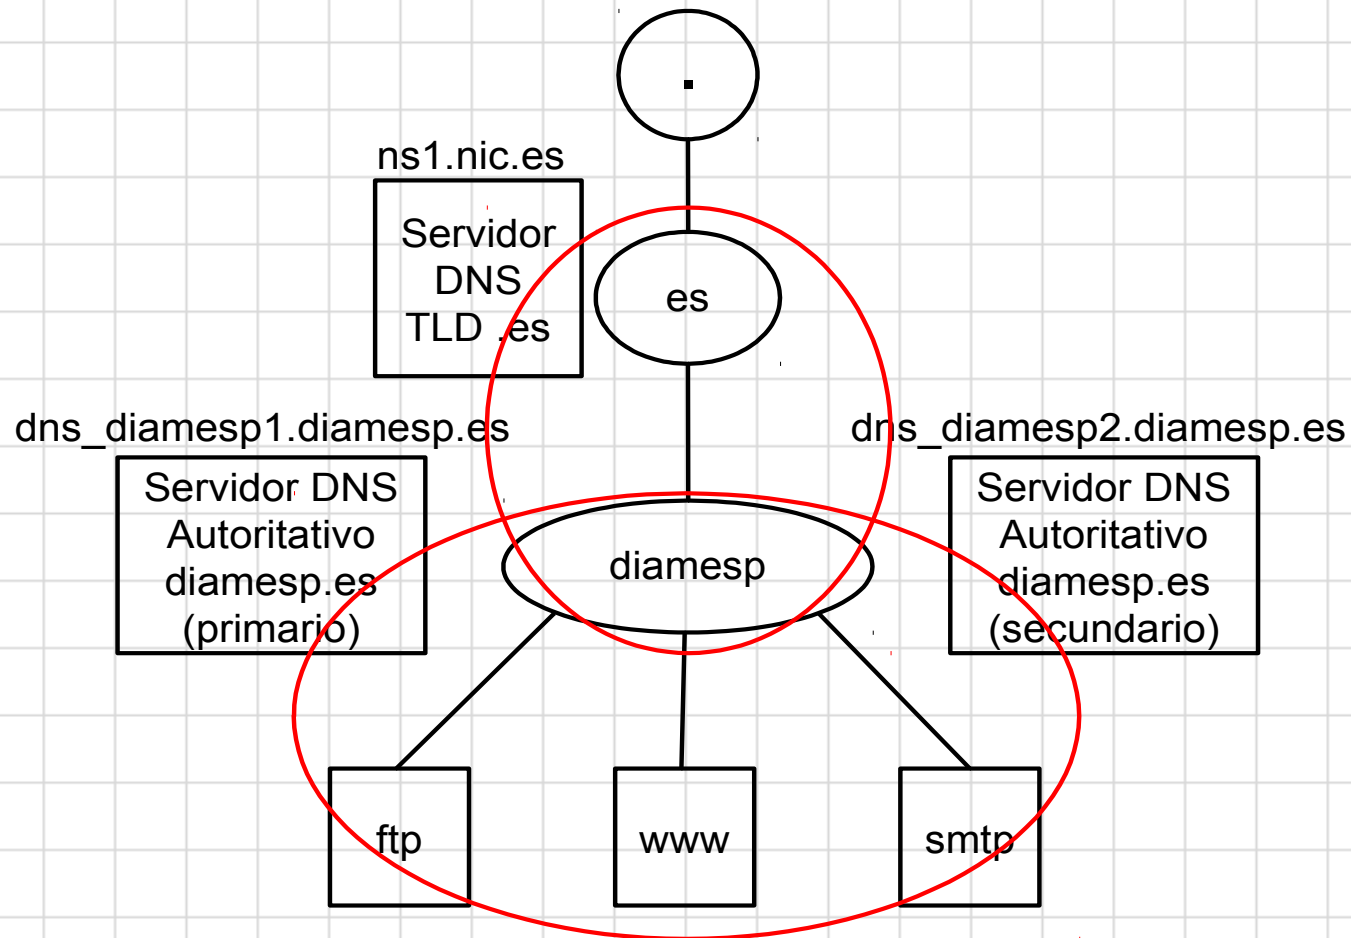 .
ns1.nic.es
Servidor
DNS
TLD .es
es
dns_diamesp1.diamesp.es
Servidor DNS
Autoritativo
diamesp.es
(primario)
dns_diamesp2.diamesp.es
Servidor DNS
Autoritativo
diamesp.es
(secundario)
diamesp
ftp
www
smtp